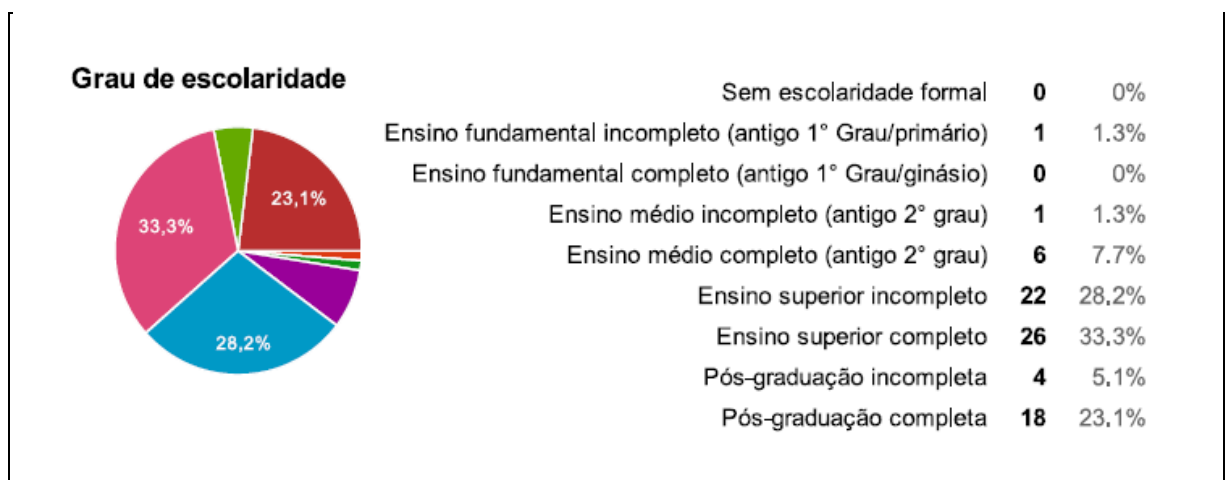 Grau de escolaridade
Sem escolaridade formal 0 0%
Ensino fundamental incompleto (antigo 1° Grau/primário) 1 1.3%
Ensino fundamental completo (antigo 1° Grau/ginásio) 0 0%
Ensino médio incompleto (antigo 2° grau) 1 1.3%
Ensino médio completo (antigo 2° grau) 6 7.7%
Ensino superior incompleto 22 28,2%
Ensino superior completo 26 33,3%
Pós-graduação incompleta 4 5,1%
Pós-graduação completa 18 23,1%
23,1%
33,3%
28,2%